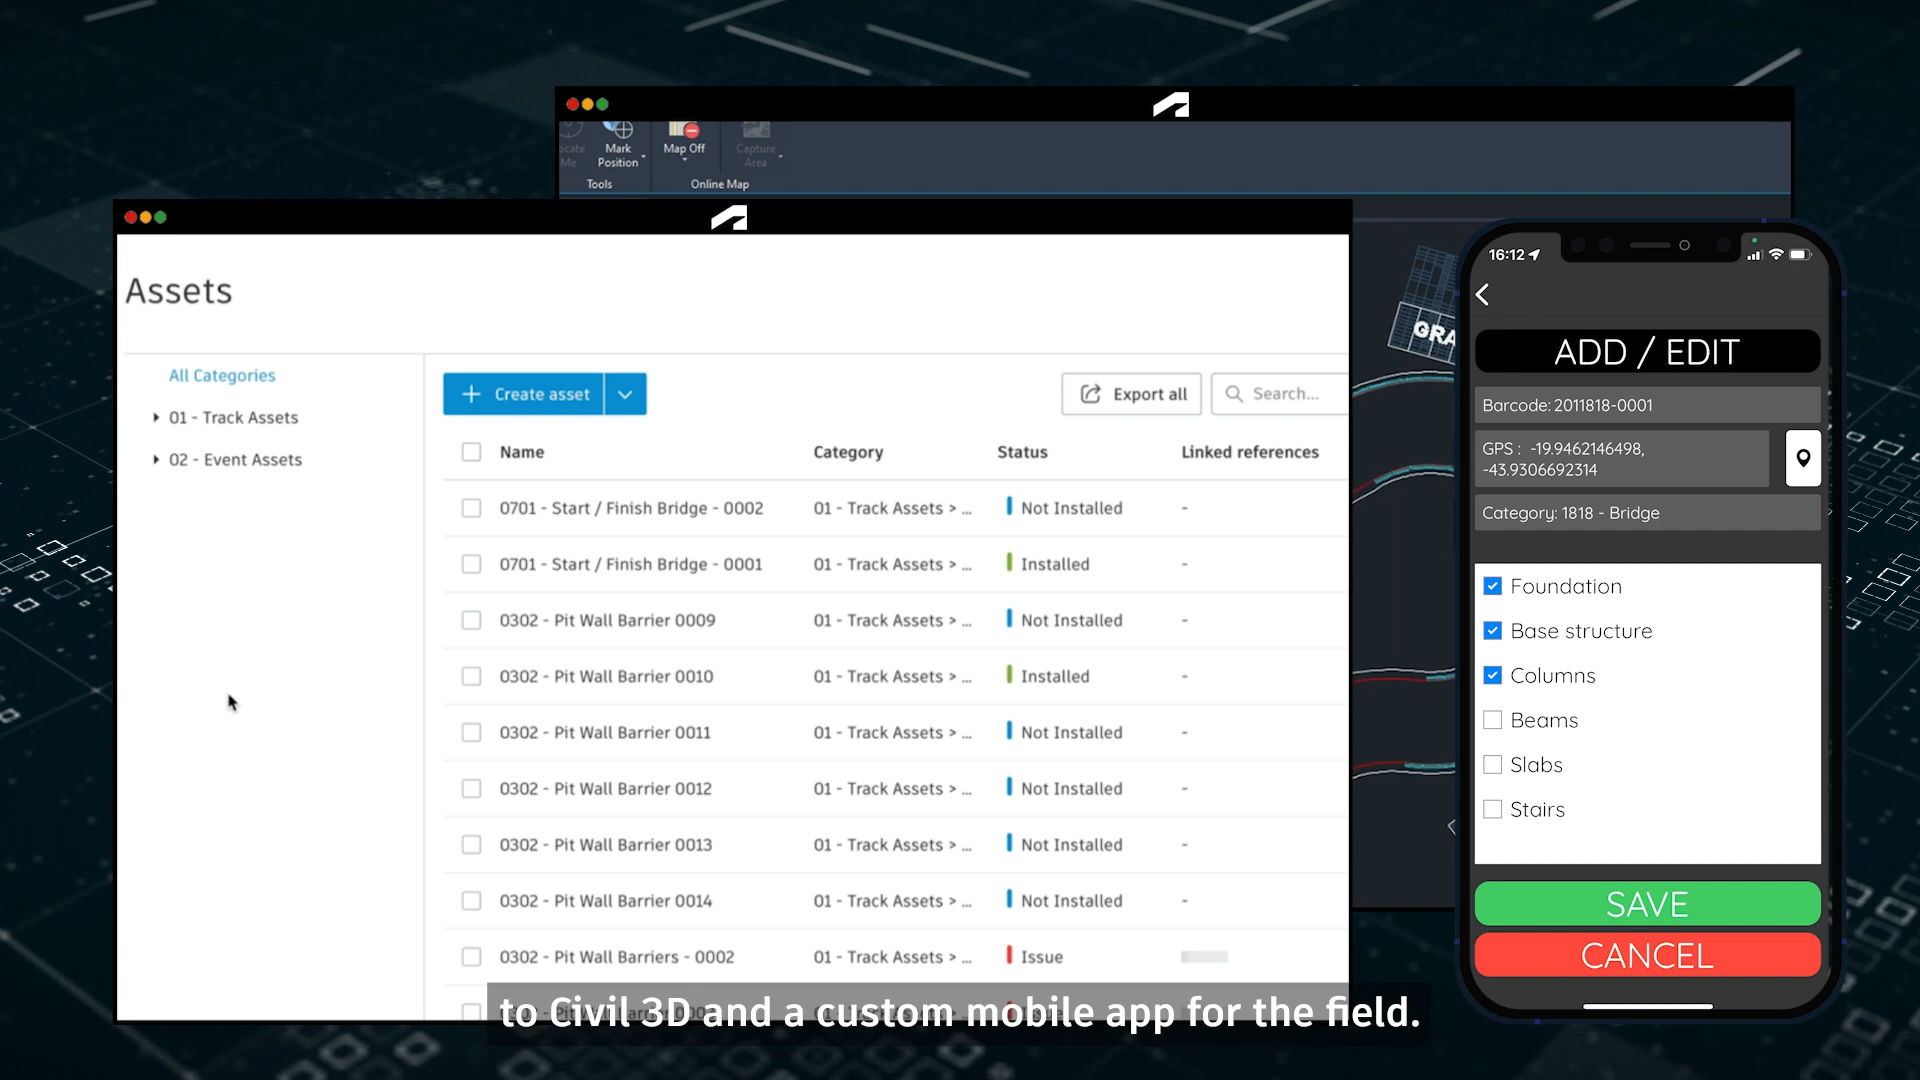 Mark
Position
Map Off
Capture
Area
Me
Tools
Online Map
Assets
All Categories
01 - Track Assets
02 - Event Assets
Create asset
Export all
Search...
Name Category Status Linked references
0701 - Start / Finish Bridge - 0002 01 - Track Assets > ... Not Installed -
0701 - Start / Finish Bridge - 0001 01 - Track Assets > ... Installed -
0302 - Pit Wall Barrier 0009 01 - Track Assets > ... Not Installed -
0302 - Pit Wall Barrier 0010 01 - Track Assets > ... Installed -
0302 - Pit Wall Barrier 0011 01 - Track Assets > ... Not Installed -
0302 - Pit Wall Barrier 0012 01 - Track Assets > ... Not Installed -
0302 - Pit Wall Barrier 0013 01 - Track Assets > ... Not Installed -
0302 - Pit Wall Barrier 0014 01 - Track Assets > ... Not Installed -
0302 - Pit Wall Barriers - 0002 01 - Track Assets > ... Issue
to Civil 3D and a custom mobile app for the field.
GRA
16:12
ADD / EDIT
Barcode: 2011818-0001
GPS : -19.9462146498,
-43.9306692314
Category: 1818 - Bridge
Foundation
Base structure
Columns
Beams
Slabs
Stairs
SAVE
CANCEL